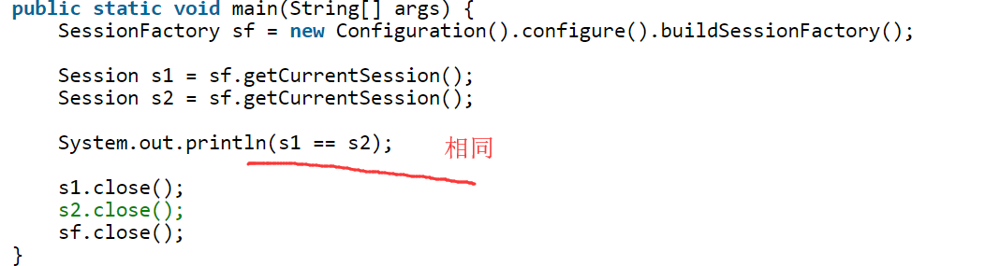 public static void main(String[] args) {
    SessionFactory sf = new Configuration().configure().buildSessionFactory();
    Session s1 = sf.getCurrentSession();
    Session s2 = sf.getCurrentSession();
    System.out.println(s1 == s2); 相同
    s1.close();
    s2.close();
    sf.close();
}